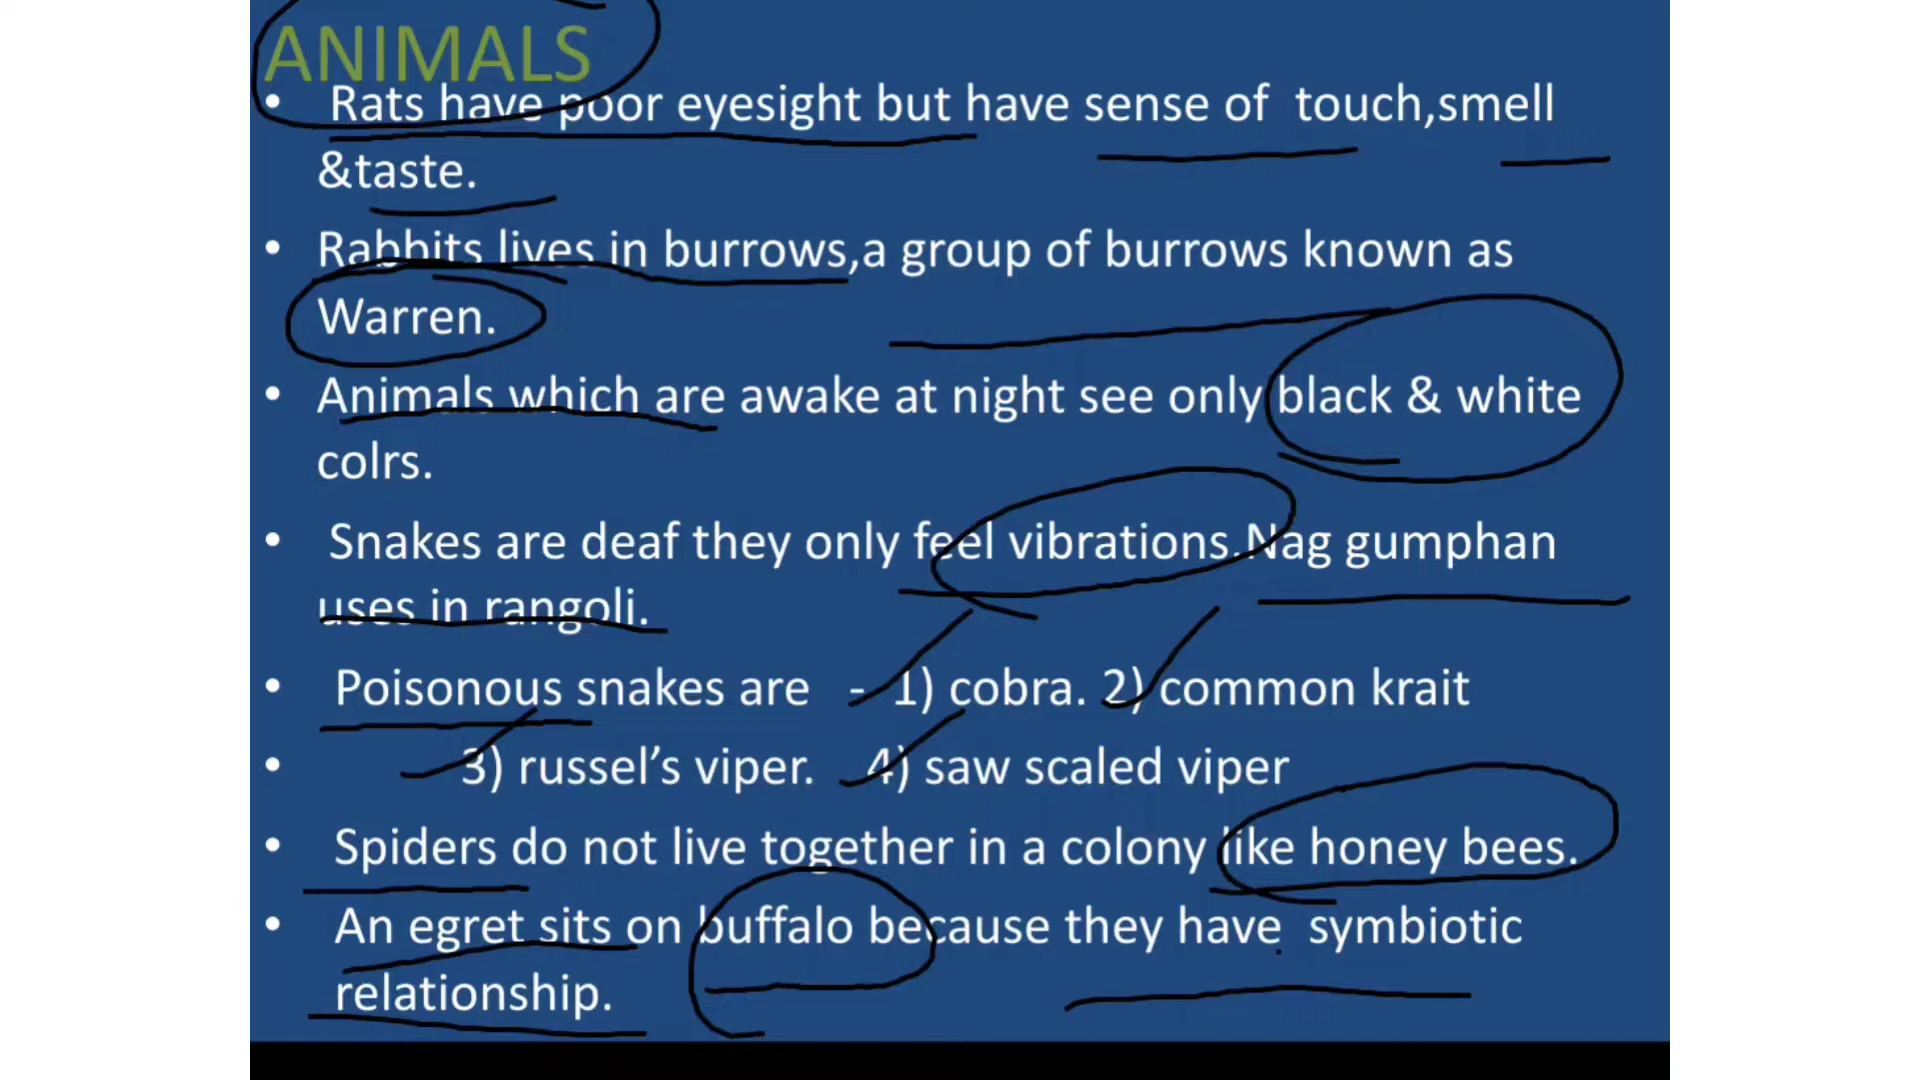 ANIMALS
• Rats have poor eyesight but have sense of touch,smell
&taste.
• Rabbits lives in burrows,a group of burrows known as
Warren.
• Animals which are awake at night see only black & white
colrs.
• Snakes are deaf they only feel vibrations.Nag gumphan
uses in rangoli.
• Poisonous snakes are - 1) cobra. 2) common krait
• 3) russel’s viper. 4) saw scaled viper
• Spiders do not live together in a colony like honey bees.
• An egret sits on buffalo because they have symbiotic
relationship.